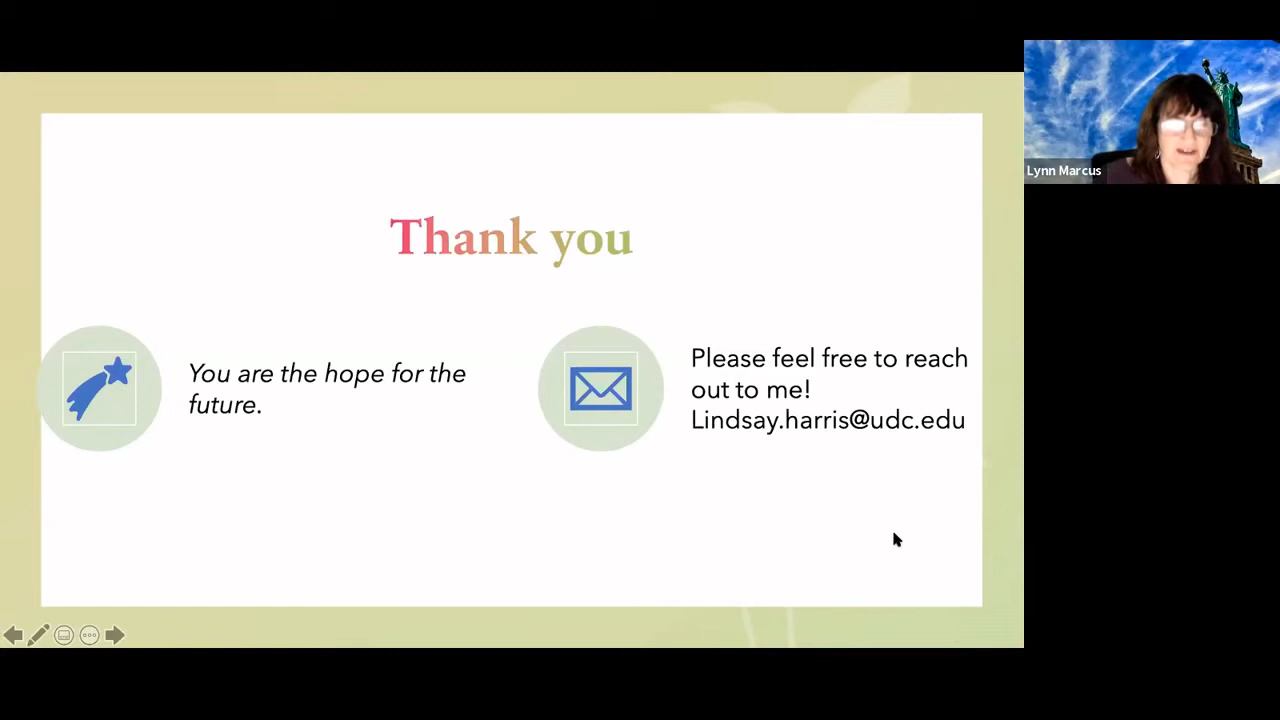 Thank you
You are the hope for the
future.
Please feel free to reach
out to me!
Lindsay.harris@udc.edu
Lynn Marcus